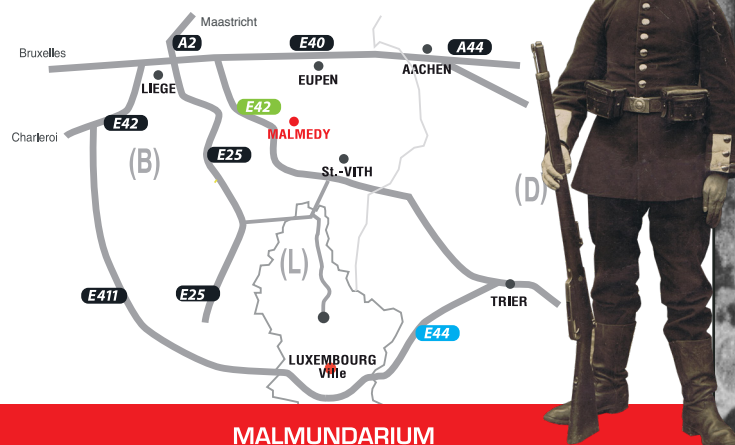 Maastricht
Bruxelles
A2
E40
A44
LIEGE
EUPEN
AACHEN
E42
E42
Charleroi
MALMEDY
(B)
E25
St.-VITH
(D)
(L)
E411
E25
TRIER
E44
LUXEMBOURG
Ville
MALMUNDARIUM